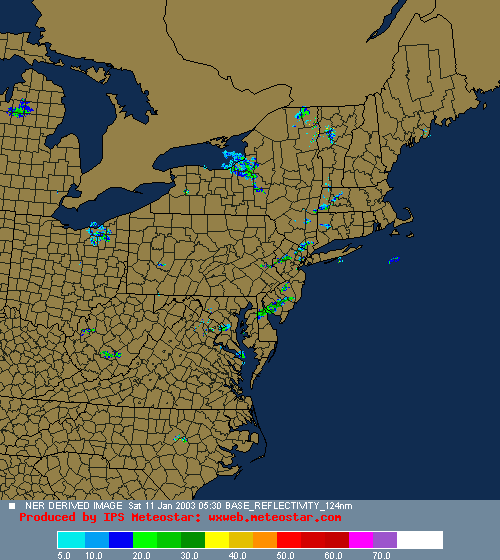 NER DERIVED IMAGE Sat 11 Jan 2003 05:30 BASE_REFLECTIVITY_124nm
Produced by IPS Meteostar: wxweb.meteostar.com
5.0 10.0 20.0 30.0 40.0 50.0 60.0 70.0